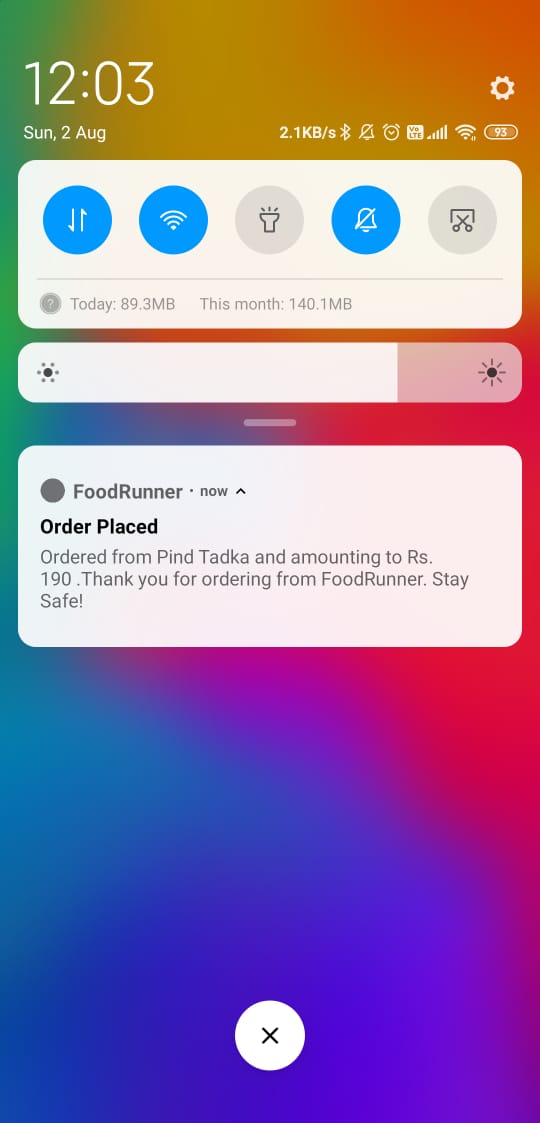 12:03
Sun, 2 Aug 2.1KB/s Vo LTE 93
? Today: 89.3MB This month: 140.1MB
FoodRunner · now
Order Placed
Ordered from Pind Tadka and amounting to Rs.
190 .Thank you for ordering from FoodRunner. Stay
Safe!